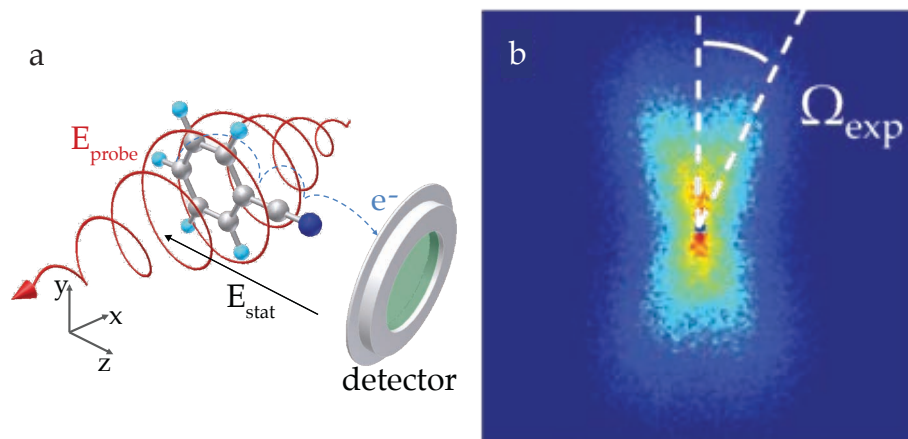 a
E_probe
e⁻
y
x
z
E_stat
detector
b
Ω_exp